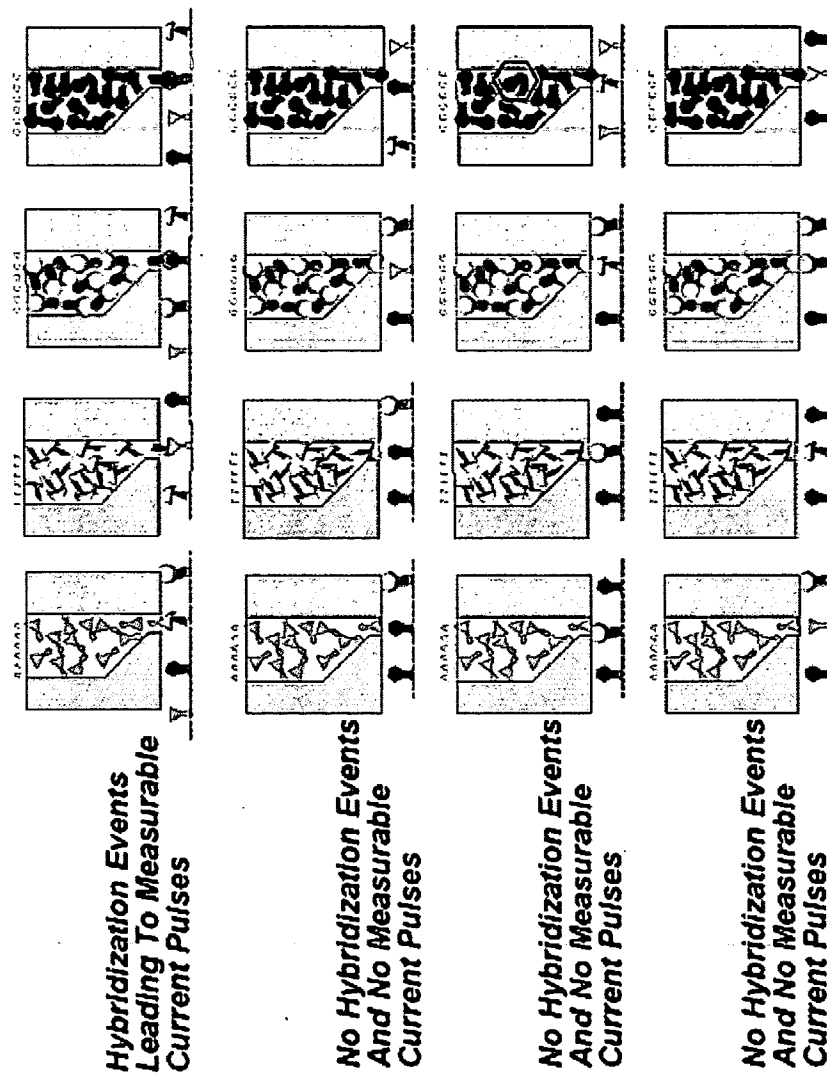 Hybridization Events
Leading To Measurable
Current Pulses
No Hybridization Events
And No Measurable
Current Pulses
No Hybridization Events
And No Measurable
Current Pulses
No Hybridization Events
And No Measurable
Current Pulses